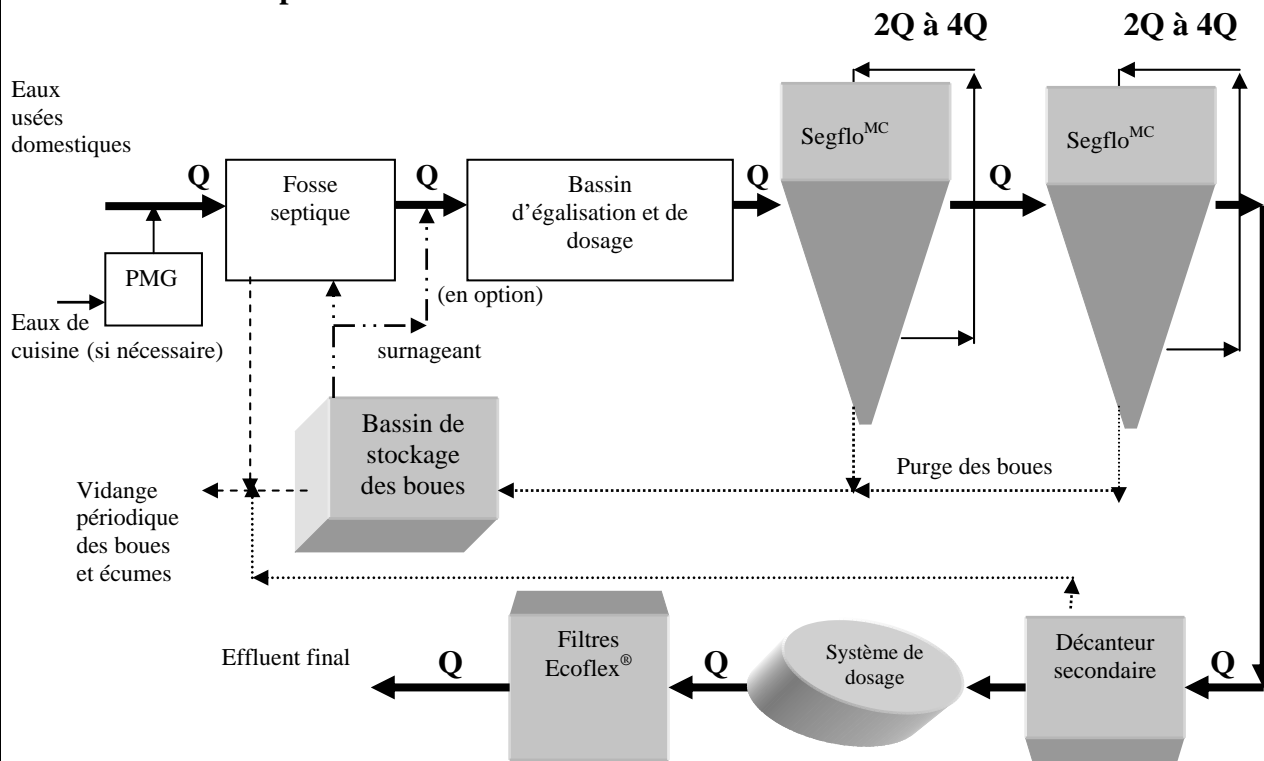 2Q à 4Q
2Q à 4Q
Eaux
usées
domestiques
Segflo^MC
Segflo^MC
Q
Fosse
septique
Q
Bassin
d'égalisation et de
dosage
Q
Q
PMG
(en option)
Eaux de
cuisine (si nécessaire)
surnageant
Bassin de
stockage
des boues
Purge des boues
Vidange
périodique
des boues
et écumes
Effluent final
Q
Filtres
Ecoflex®
Q
Système de
dosage
Décanteur
secondaire
Q